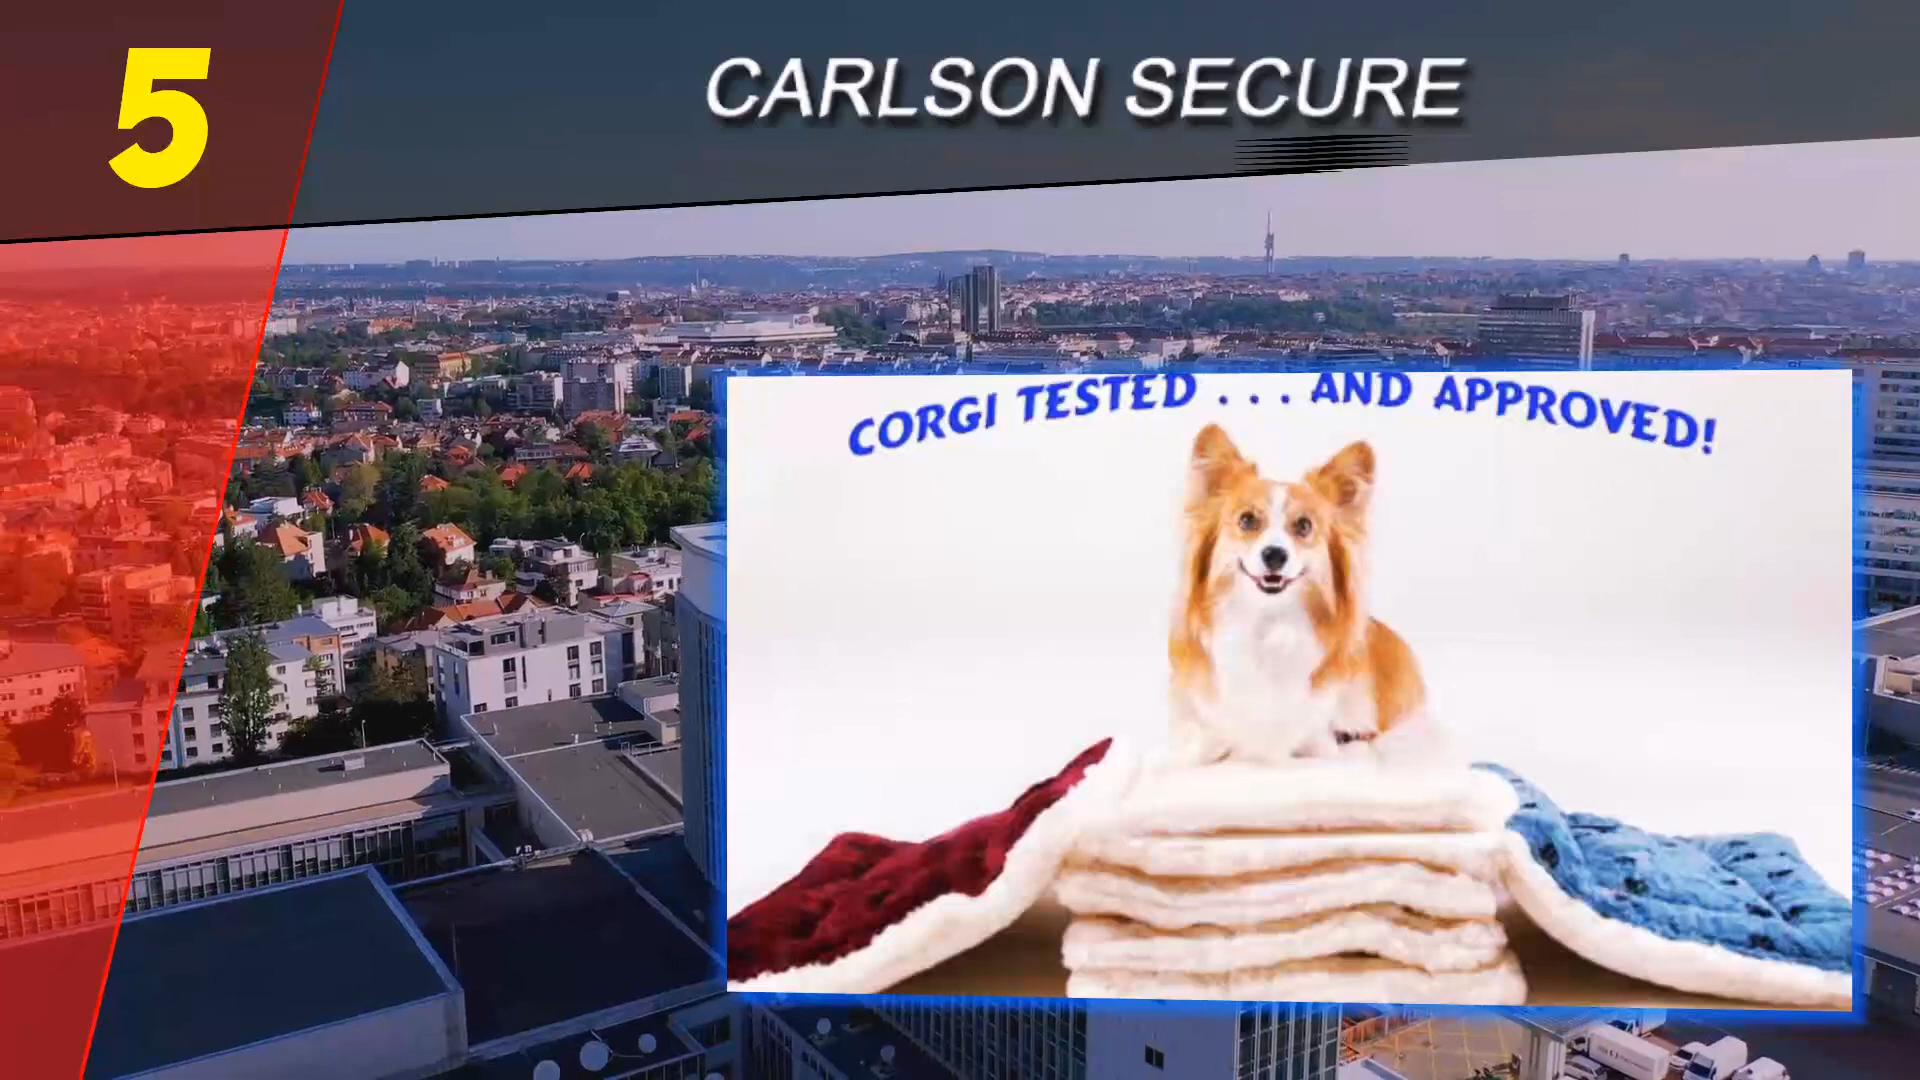 5
CARLSON SECURE
CORGI TESTED . . . AND APPROVED!